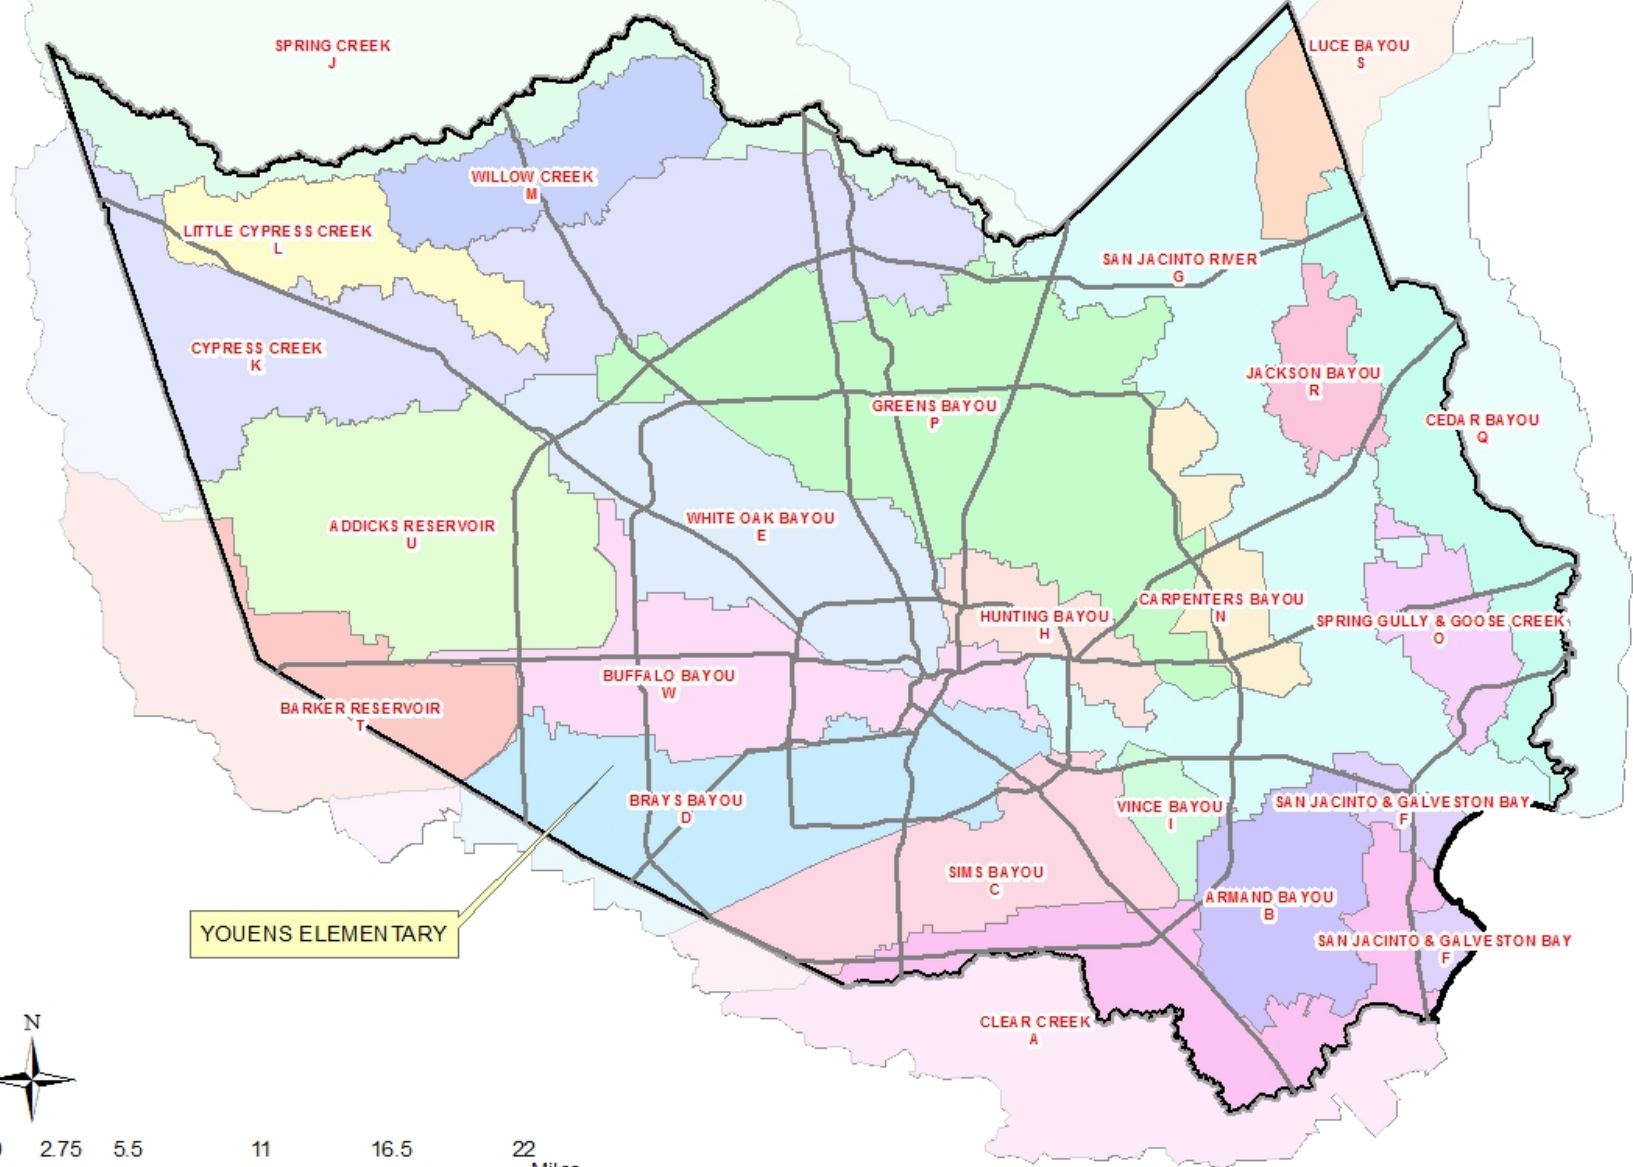 SPRING CREEK
J
LUCE BAYOU
S
WILLOW CREEK
M
LITTLE CYPRESS CREEK
L
SAN JACINTO RIVER
G
CYPRESS CREEK
K
JACKSON BAYOU
R
GREENS BAYOU
P
CEDAR BAYOU
Q
ADDICKS RESERVOIR
U
WHITE OAK BAYOU
E
CARPENTERS BAYOU
N
HUNTING BAYOU
H
SPRING GULLY & GOOSE CREEK
O
BUFFALO BAYOU
W
BARKER RESERVOIR
T
BRAYS BAYOU
D
VINCE BAYOU
I
SAN JACINTO & GALVESTON BAY
F
SIMS BAYOU
C
ARMAND BAYOU
B
YOUENS ELEMENTARY
SAN JACINTO & GALVESTON BAY
F
CLEAR CREEK
A
N
0 2.75 5.5 11 16.5 22
Miles